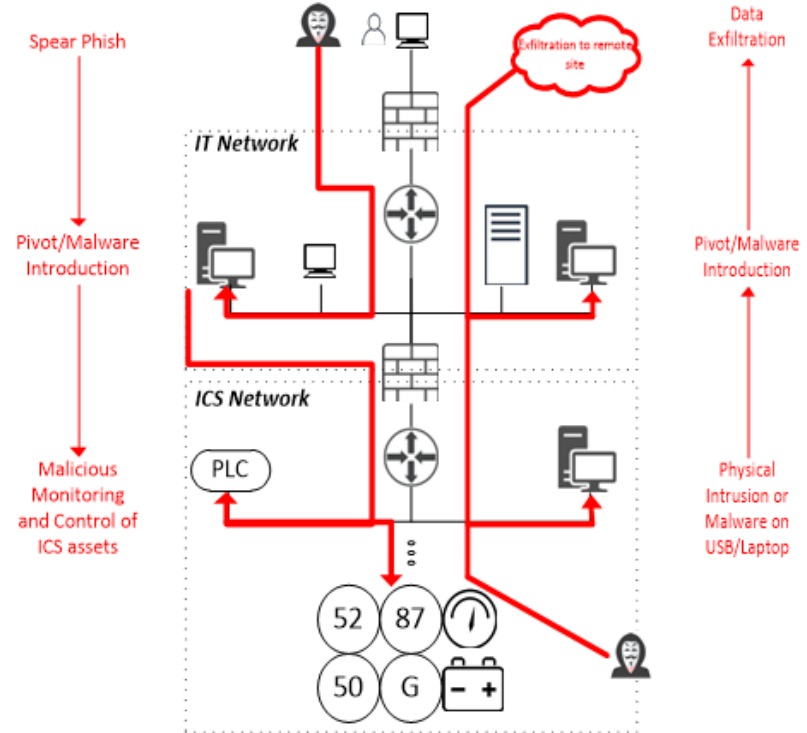 Spear Phish
Pivot/Malware
Introduction
Malicious
Monitoring
and Control of
ICS assets
IT Network
ICS Network
PLC
52
87
50
G
- +
Exfiltration to remote
site
Data
Exfiltration
Pivot/Malware
Introduction
Physical
Intrusion or
Malware on
USB/Laptop